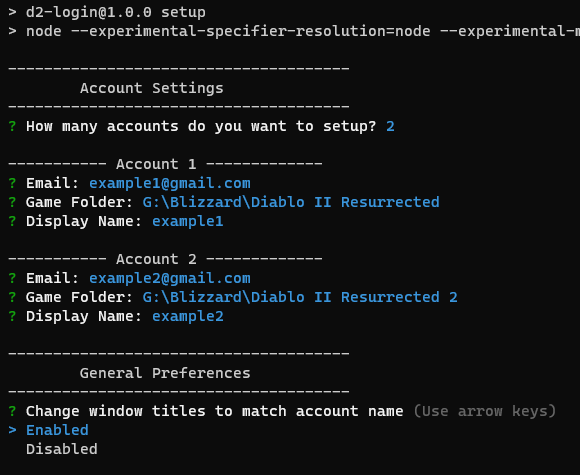 > d2-login@1.0.0 setup
> node --experimental-specifier-resolution=node --experimental-m
--------------------------------------
Account Settings
--------------------------------------
? How many accounts do you want to setup? 2
----------- Account 1 -------------
? Email: example1@gmail.com
? Game Folder: G:\Blizzard\Diablo II Resurrected
? Display Name: example1
----------- Account 2 -------------
? Email: example2@gmail.com
? Game Folder: G:\Blizzard\Diablo II Resurrected 2
? Display Name: example2
--------------------------------------
General Preferences
--------------------------------------
? Change window titles to match account name (Use arrow keys)
> Enabled
Disabled